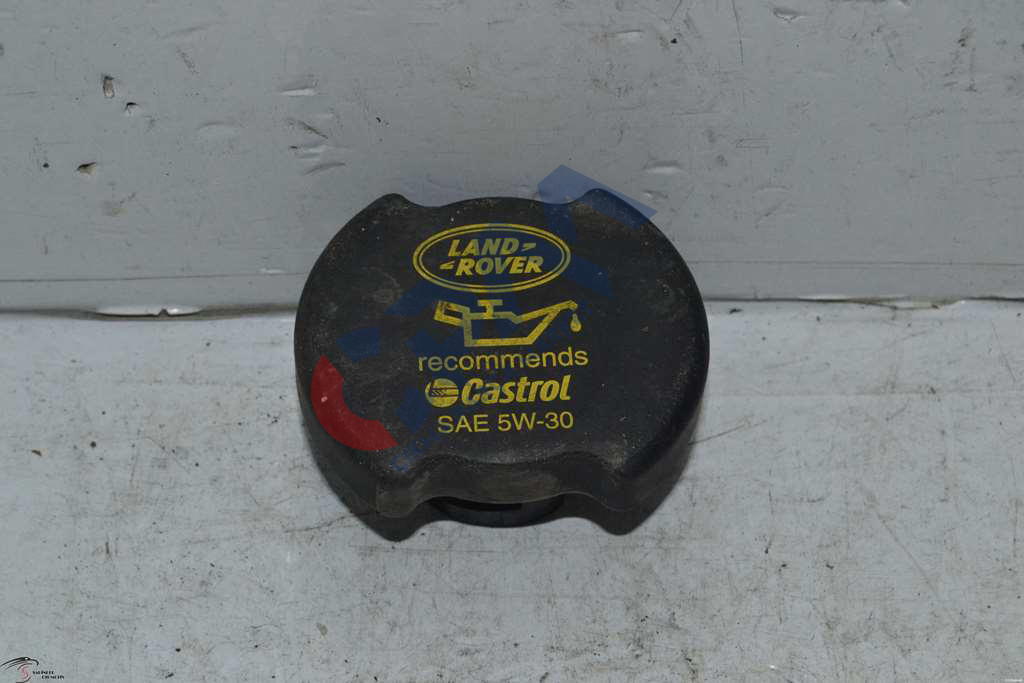 LAND
ROVER
recommends
Castrol
SAE 5W-30